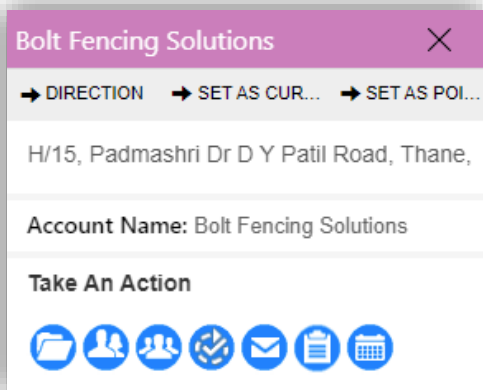 Bolt Fencing Solutions
DIRECTION SET AS CUR... SET AS POI...
H/15, Padmashri Dr D Y Patil Road, Thane,
Account Name: Bolt Fencing Solutions
Take An Action